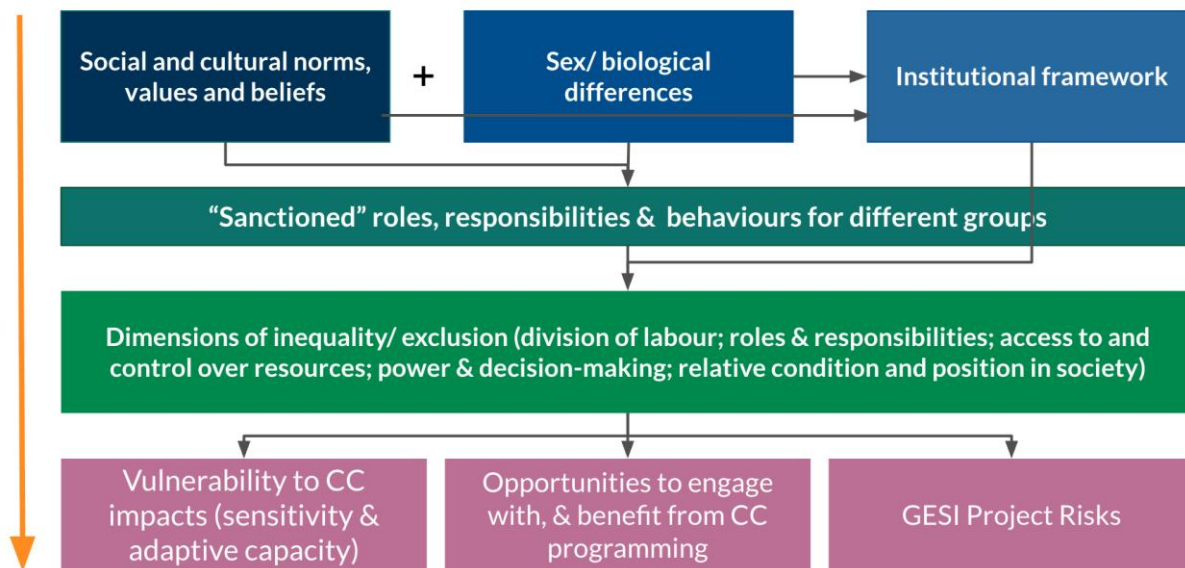 Social and cultural norms,
values and beliefs
+
Sex/ biological
differences
Institutional framework
“Sanctioned” roles, responsibilities & behaviours for different groups
Dimensions of inequality/ exclusion (division of labour; roles & responsibilities; access to and
control over resources; power & decision-making; relative condition and position in society)
Vulnerability to CC
impacts (sensitivity &
adaptive capacity)
Opportunities to engage
with, & benefit from CC
programming
GESI Project Risks